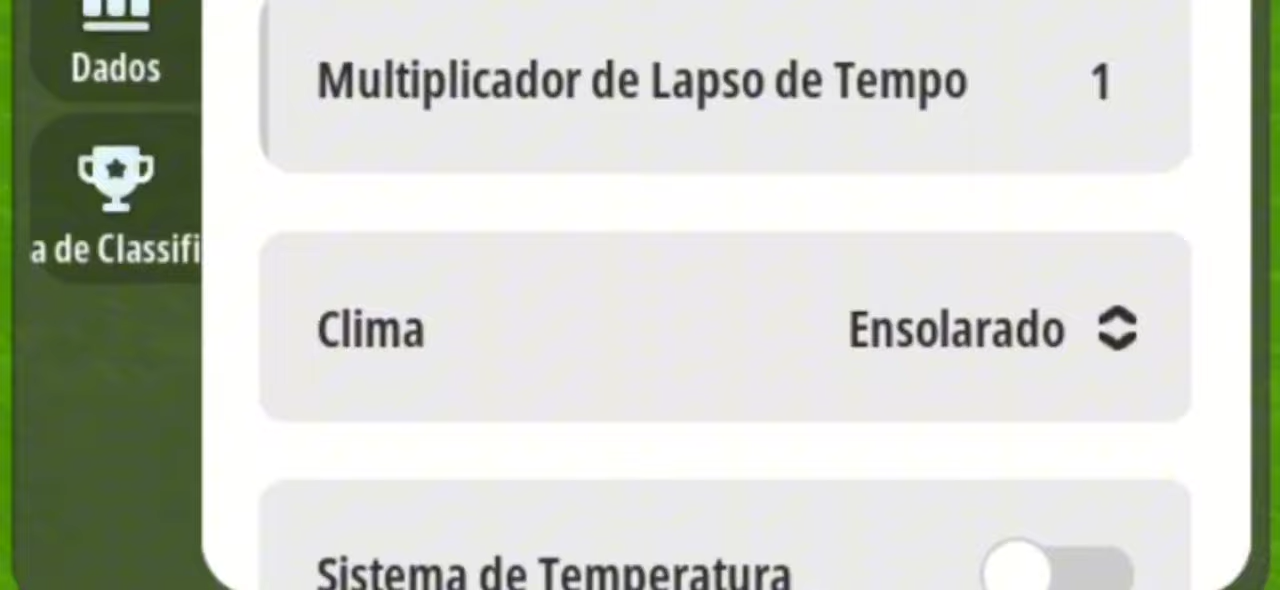 Dados
Multiplicador de Lapso de Tempo 1
a de Classifi
Clima Ensolarado
Sistema de Temperatura